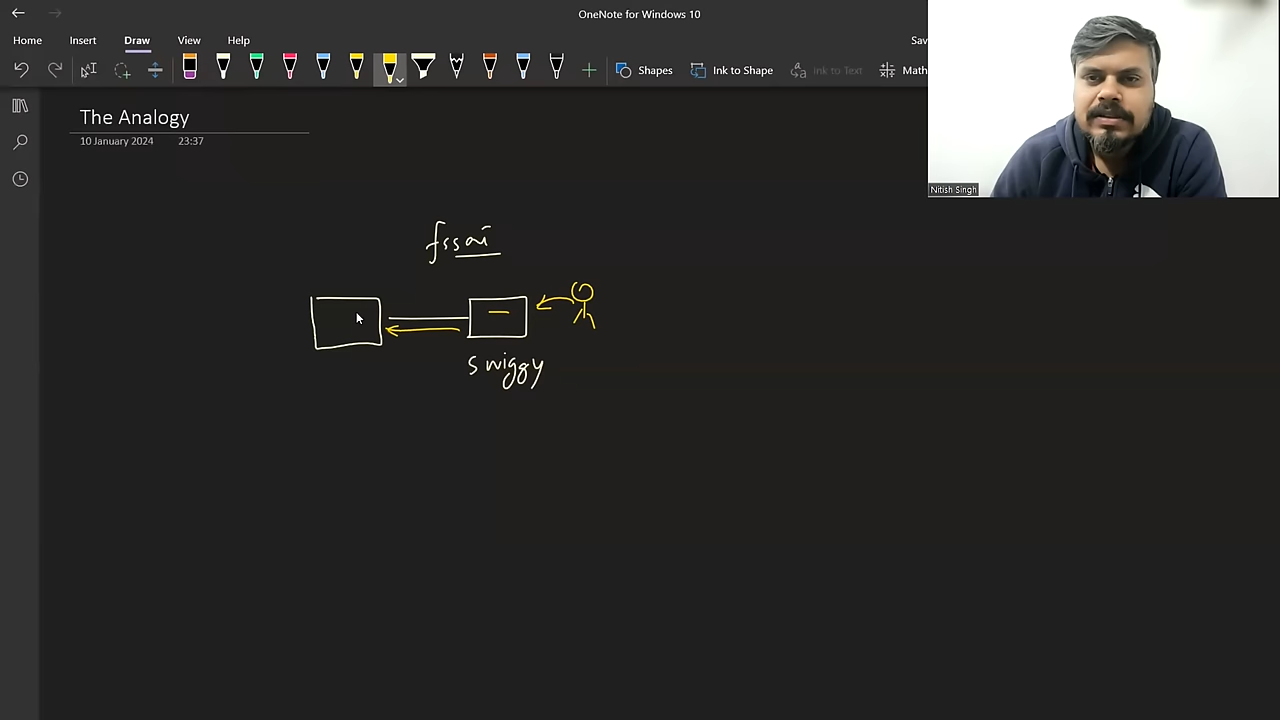 OneNote for Windows 10
Home Insert Draw View Help Sav
Shapes Ink to Shape Ink to Text Math
The Analogy
10 January 2024 23:37
Nitish Singh
fssai
swiggy